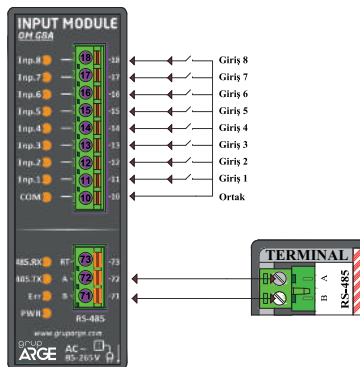 INPUT MODULE
OM G8A
Inp.8 18 -18 Giriş 8
Inp.7 17 -17 Giriş 7
Inp.6 16 -16 Giriş 6
Inp.5 15 -15 Giriş 5
Inp.4 14 -14 Giriş 4
Inp.3 13 -13 Giriş 3
Inp.2 12 -12 Giriş 2
Inp.1 11 -11 Giriş 1
COM 10 -10 Ortak
TERMINAL
485.RX RT- 73 -73
485.TX A - 72 -72 A
Err B - 71 -71 B
RS-485
PWR RS-485
www.gruparge.com
grup
ARGE
AC ~
85-265V